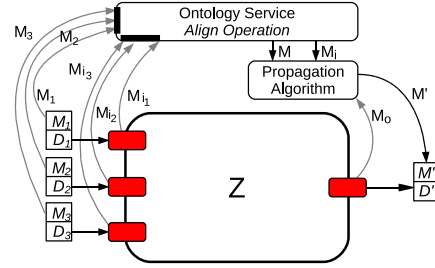 Ontology Service
Align Operation
M₃
M₂
Mᵢ₃
M₁
Mᵢ₂
Mᵢ₁
M
Mᵢ
Propagation
Algorithm
M'
Mₒ
M₁
D₁
M₂
D₂
M₃
D₃
Z
M'
D'